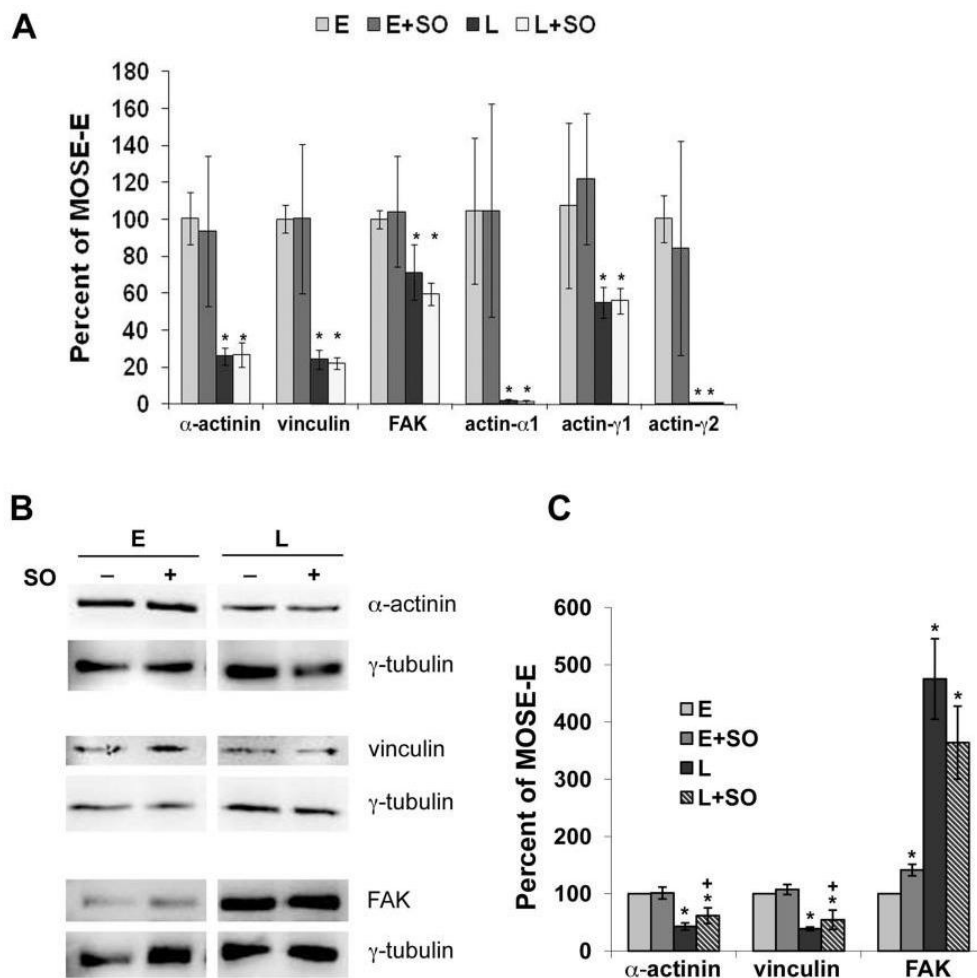 A
E E+SO L L+SO
Percent of MOSE-E
180
160
140
120
100
80
60
40
20
0
* * * * * * * * * * * *
α-actinin vinculin FAK actin-α1 actin-γ1 actin-γ2
B
E L
SO – + – +
α-actinin
γ-tubulin
vinculin
γ-tubulin
FAK
γ-tubulin
C
Percent of MOSE-E
600
500
400
300
200
100
0
E
E+SO
L
L+SO
* + * * + * * * *
α-actinin vinculin FAK